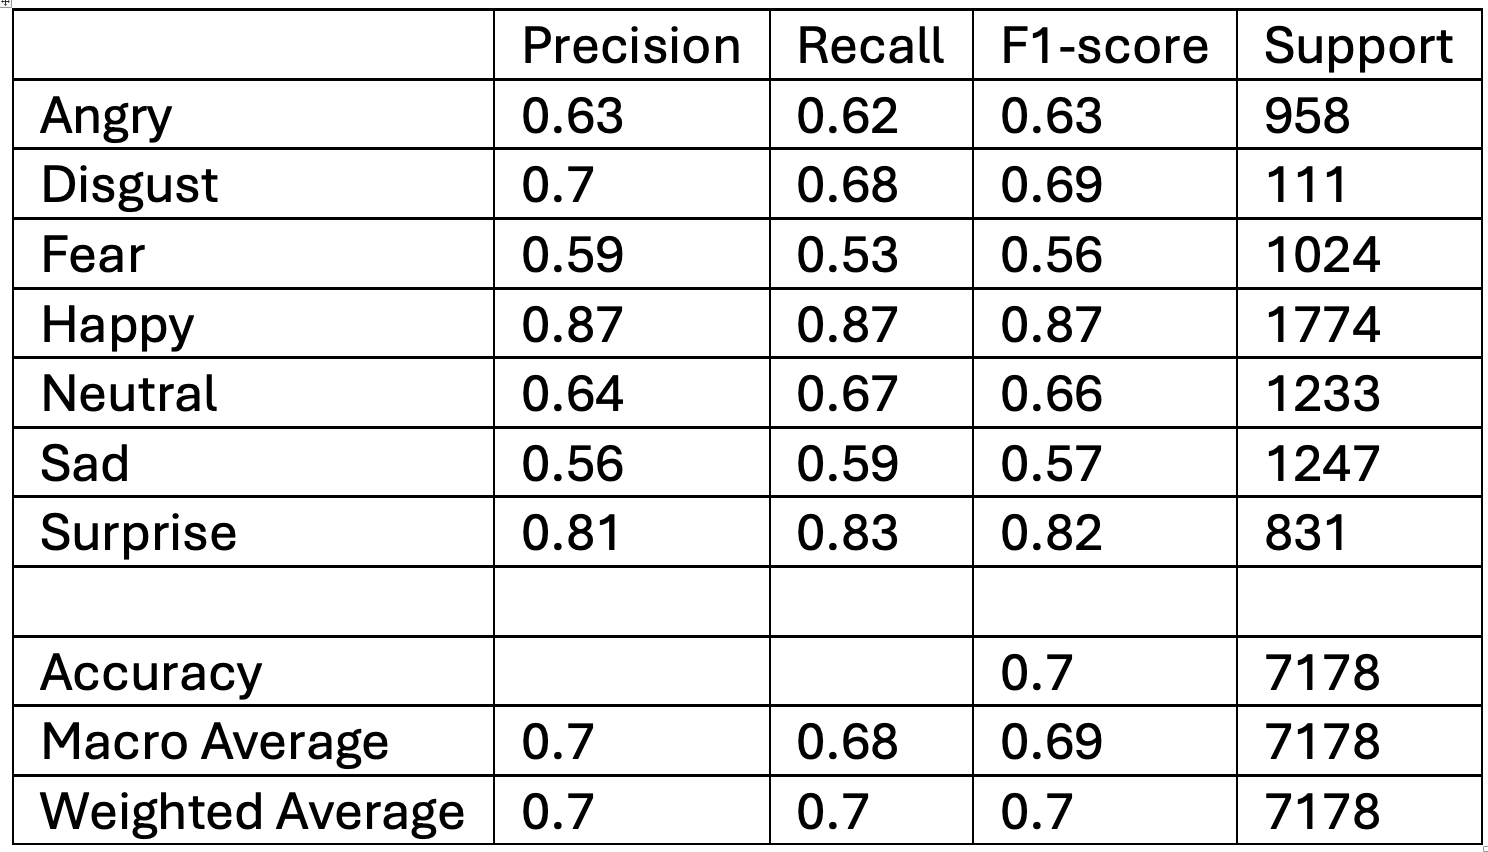 Precision Recall F1-score Support
Angry 0.63 0.62 0.63 958
Disgust 0.7 0.68 0.69 111
Fear 0.59 0.53 0.56 1024
Happy 0.87 0.87 0.87 1774
Neutral 0.64 0.67 0.66 1233
Sad 0.56 0.59 0.57 1247
Surprise 0.81 0.83 0.82 831
Accuracy 0.7 7178
Macro Average 0.7 0.68 0.69 7178
Weighted Average 0.7 0.7 0.7 7178